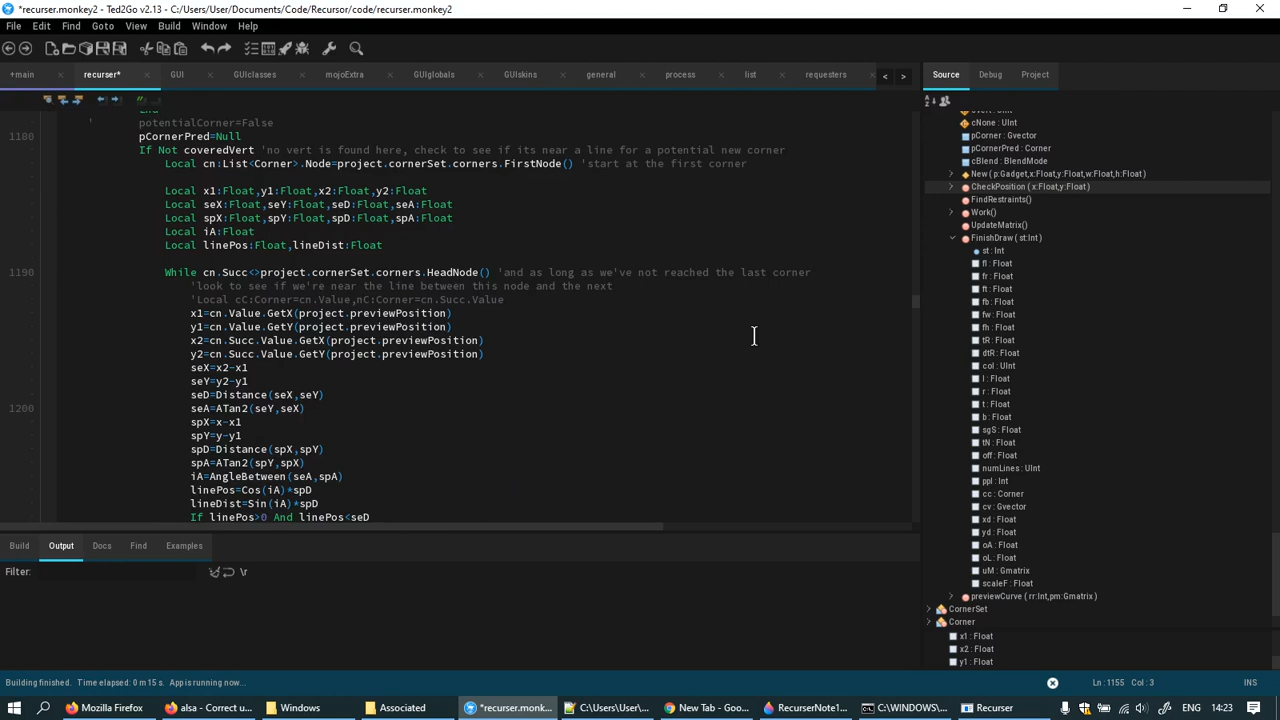 *recurser.monkey2 - Ted2Go v2.13 - C:/Users/User/Documents/Code/Recursor/code/recurser.monkey2
File Edit Find Goto View Build Window Help
+main recurser* GUI GUIclasses mojoExtra GUIglobals GUIskins general process list requesters < >
Source Debug Project
End
' potentialCorner=False
1180 pCornerPred=Null
If Not coveredVert 'no vert is found here, check to see if its near a line for a potential new corner
Local cn:List<Corner>.Node=project.cornerSet.corners.FirstNode() 'start at the first corner
Local x1:Float,y1:Float,x2:Float,y2:Float
Local seX:Float,seY:Float,seD:Float,seA:Float
Local spX:Float,spY:Float,spD:Float,spA:Float
Local iA:Float
Local linePos:Float,lineDist:Float
1190 While cn.Succ<>project.cornerSet.corners.HeadNode() 'and as long as we've not reached the last corner
'look to see if we're near the line between this node and the next
'Local cC:Corner=cn.Value,nC:Corner=cn.Succ.Value
x1=cn.Value.GetX(project.previewPosition)
y1=cn.Value.GetY(project.previewPosition)
x2=cn.Succ.Value.GetX(project.previewPosition)
y2=cn.Succ.Value.GetY(project.previewPosition)
seX=x2-x1
seY=y2-y1
seD=Distance(seX,seY)
1200 seA=ATan2(seY,seX)
spX=x-x1
spY=y-y1
spD=Distance(spX,spY)
spA=ATan2(spY,spX)
iA=AngleBetween(seA,spA)
linePos=Cos(iA)*spD
lineDist=Sin(iA)*spD
If linePos>0 And linePos<seD
cNone : UInt
pCorner : Gvector
pCornerPred : Corner
cBlend : BlendMode
New ( p:Gadget,x:Float,y:Float,w:Float,h:Float )
CheckPosition ( x:Float,y:Float )
FindRestraints()
Work()
UpdateMatrix()
FinishDraw ( st:Int )
st : Int
fl : Float
fr : Float
ft : Float
fb : Float
fw : Float
fh : Float
tR : Float
dtR : Float
col : UInt
l : Float
r : Float
t : Float
b : Float
sgS : Float
tN : Float
off : Float
numLines : UInt
ppl : Int
cc : Corner
cv : Gvector
xd : Float
yd : Float
oA : Float
oL : Float
uM : Gmatrix
scaleF : Float
previewCurve ( rr:Int,pm:Gmatrix )
CornerSet
Corner
x1 : Float
x2 : Float
y1 : Float
Build Output Docs Find Examples
Filter: \r
Building finished. Time elapsed: 0 m 15 s. App is running now... Ln : 1155 Col : 3 INS
Mozilla Firefox alsa - Correct u... Windows Associated *recurser.monk... C:\Users\User\... New Tab - Goo... RecurserNote1... C:\WINDOWS\... Recurser 14:23